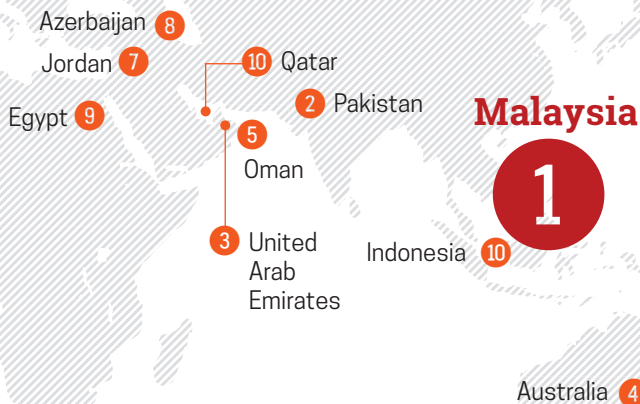 Azerbaijan 8
Jordan 7
10 Qatar
Egypt 9
2 Pakistan
Malaysia
1
5
Oman
3 United
Arab
Emirates
Indonesia 10
Australia 4